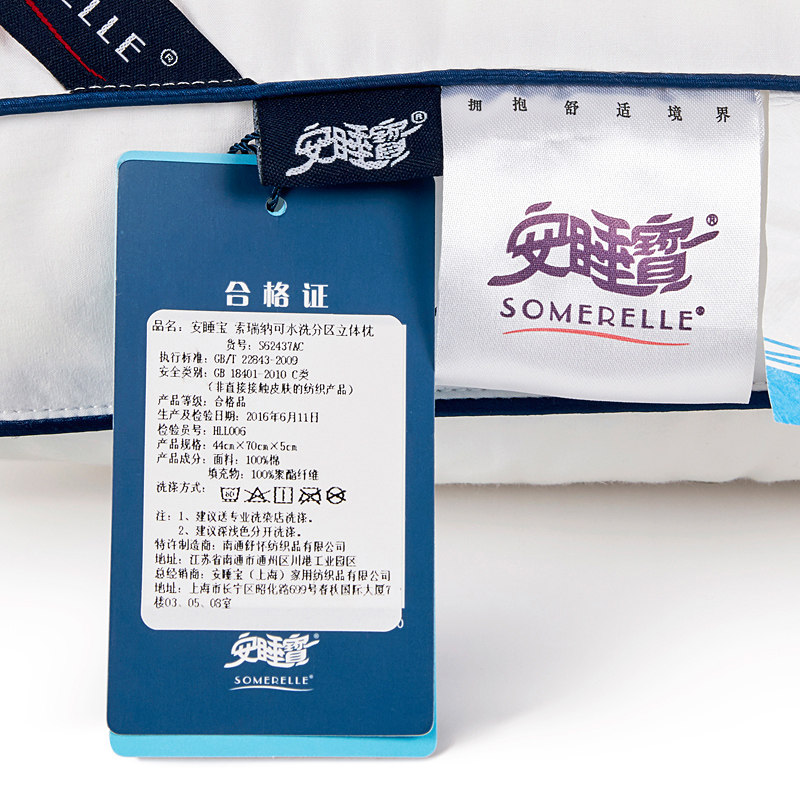 RELLE®
安睡寶®
拥抱舒适境界
安睡寶®
SOMERELLE®
合格证
品名：安睡宝 索瑞纳可水洗分区立体枕
货号：S62437AC
执行标准：GB/T 22843-2009
安全类别：GB 18401-2010 C类
（非直接接触皮肤的纺织产品）
产品等级：合格品
生产及检验日期：2016年6月11日
检验员号：HLL006
产品规格：44cm×70cm×5cm
产品成分：面料：100%棉
填充物：100%聚酯纤维
洗涤方式：
注：1、建议送专业洗染店洗涤。
2、建议深浅色分开洗涤。
特许制造商：南通舒怀纺织品有限公司
地址：江苏省南通市通州区川港工业园区
总经销商：安睡宝（上海）家用纺织品有限公司
地址：上海市长宁区昭化路699号春秋国际大厦7
楼03、05、08室
安睡寶®
SOMERELLE®